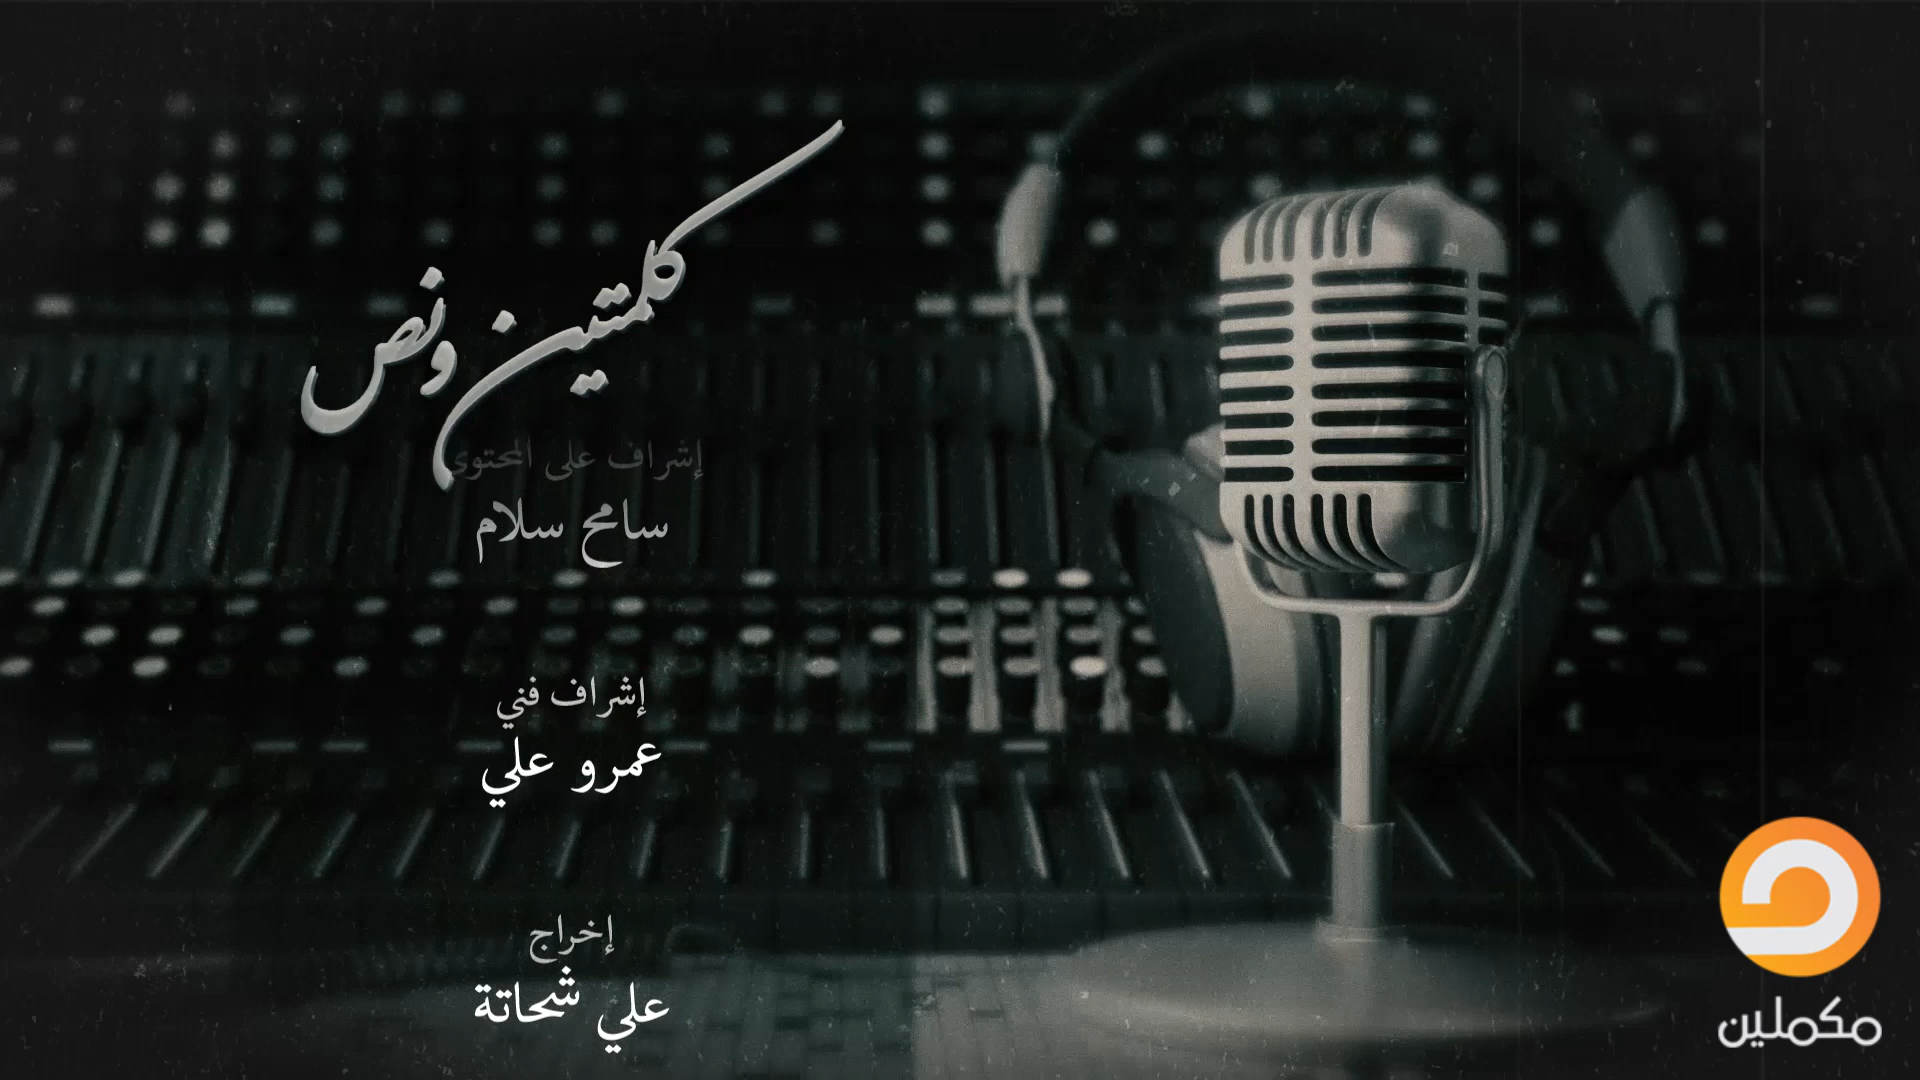 كلمتين ونص
إشراف على المحتوى
سامح سلام
إشراف فني
عمرو علي
إخراج
علي شحاتة
مكملين